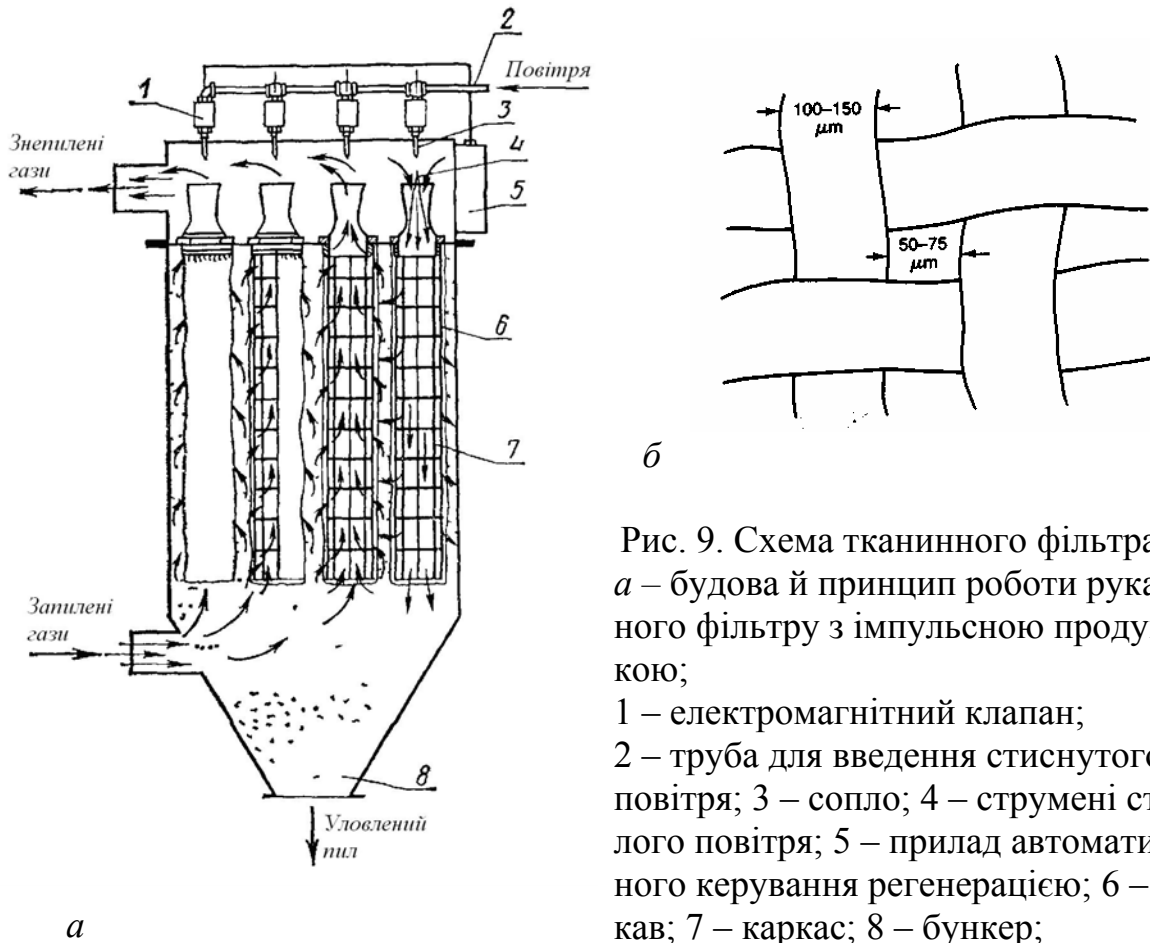 2
Повітря
1
3
Знепилені
гази
4
5
6
7
Запилені
гази
8
Уловлений
пил
а
100–150
μm
50–75
μm
б
Рис. 9. Схема тканинного фільтра
а – будова й принцип роботи рука
ного фільтру з імпульсною проду
кою;
1 – електромагнітний клапан;
2 – труба для введення стиснутого
повітря; 3 – сопло; 4 – струмені ст
лого повітря; 5 – прилад автомати
ного керування регенерацією; 6 –
кав; 7 – каркас; 8 – бункер;